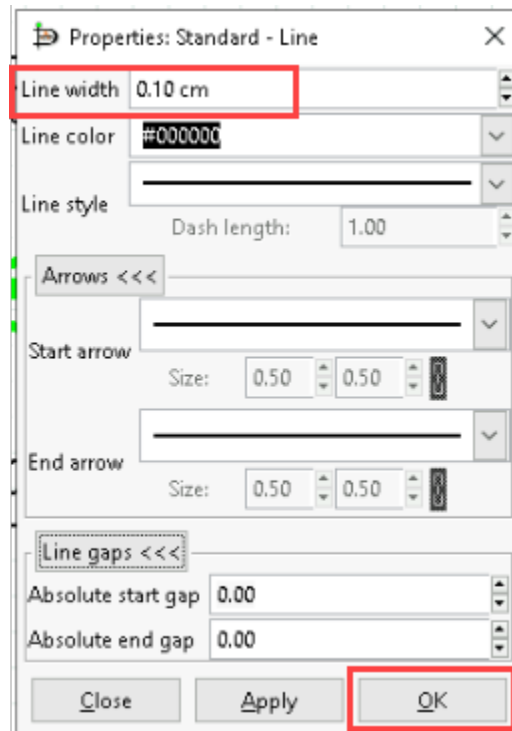 Properties: Standard - Line
Line width 0.10 cm
Line color #000000
Line style
Dash length: 1.00
Arrows <<<
Start arrow
Size: 0.50 0.50
End arrow
Size: 0.50 0.50
Line gaps <<<
Absolute start gap 0.00
Absolute end gap 0.00
Close Apply OK